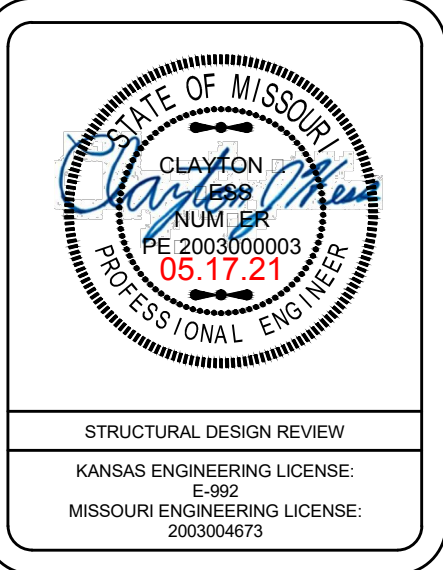 STATE OF MISSOURI
CLAYTON
NUM□ER
PE□2003000003
05.17.21
PROFESSIONAL ENGINEER
STRUCTURAL DESIGN REVIEW
KANSAS ENGINEERING LICENSE:
E-992
MISSOURI ENGINEERING LICENSE:
2003004673